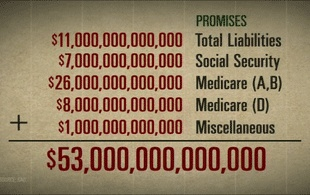 PROMISES
$11,000,000,000,000 Total Liabilities
$7,000,000,000,000 Social Security
$26,000,000,000,000 Medicare (A,B)
$8,000,000,000,000 Medicare (D)
+ $1,000,000,000,000 Miscellaneous
$53,000,000,000,000